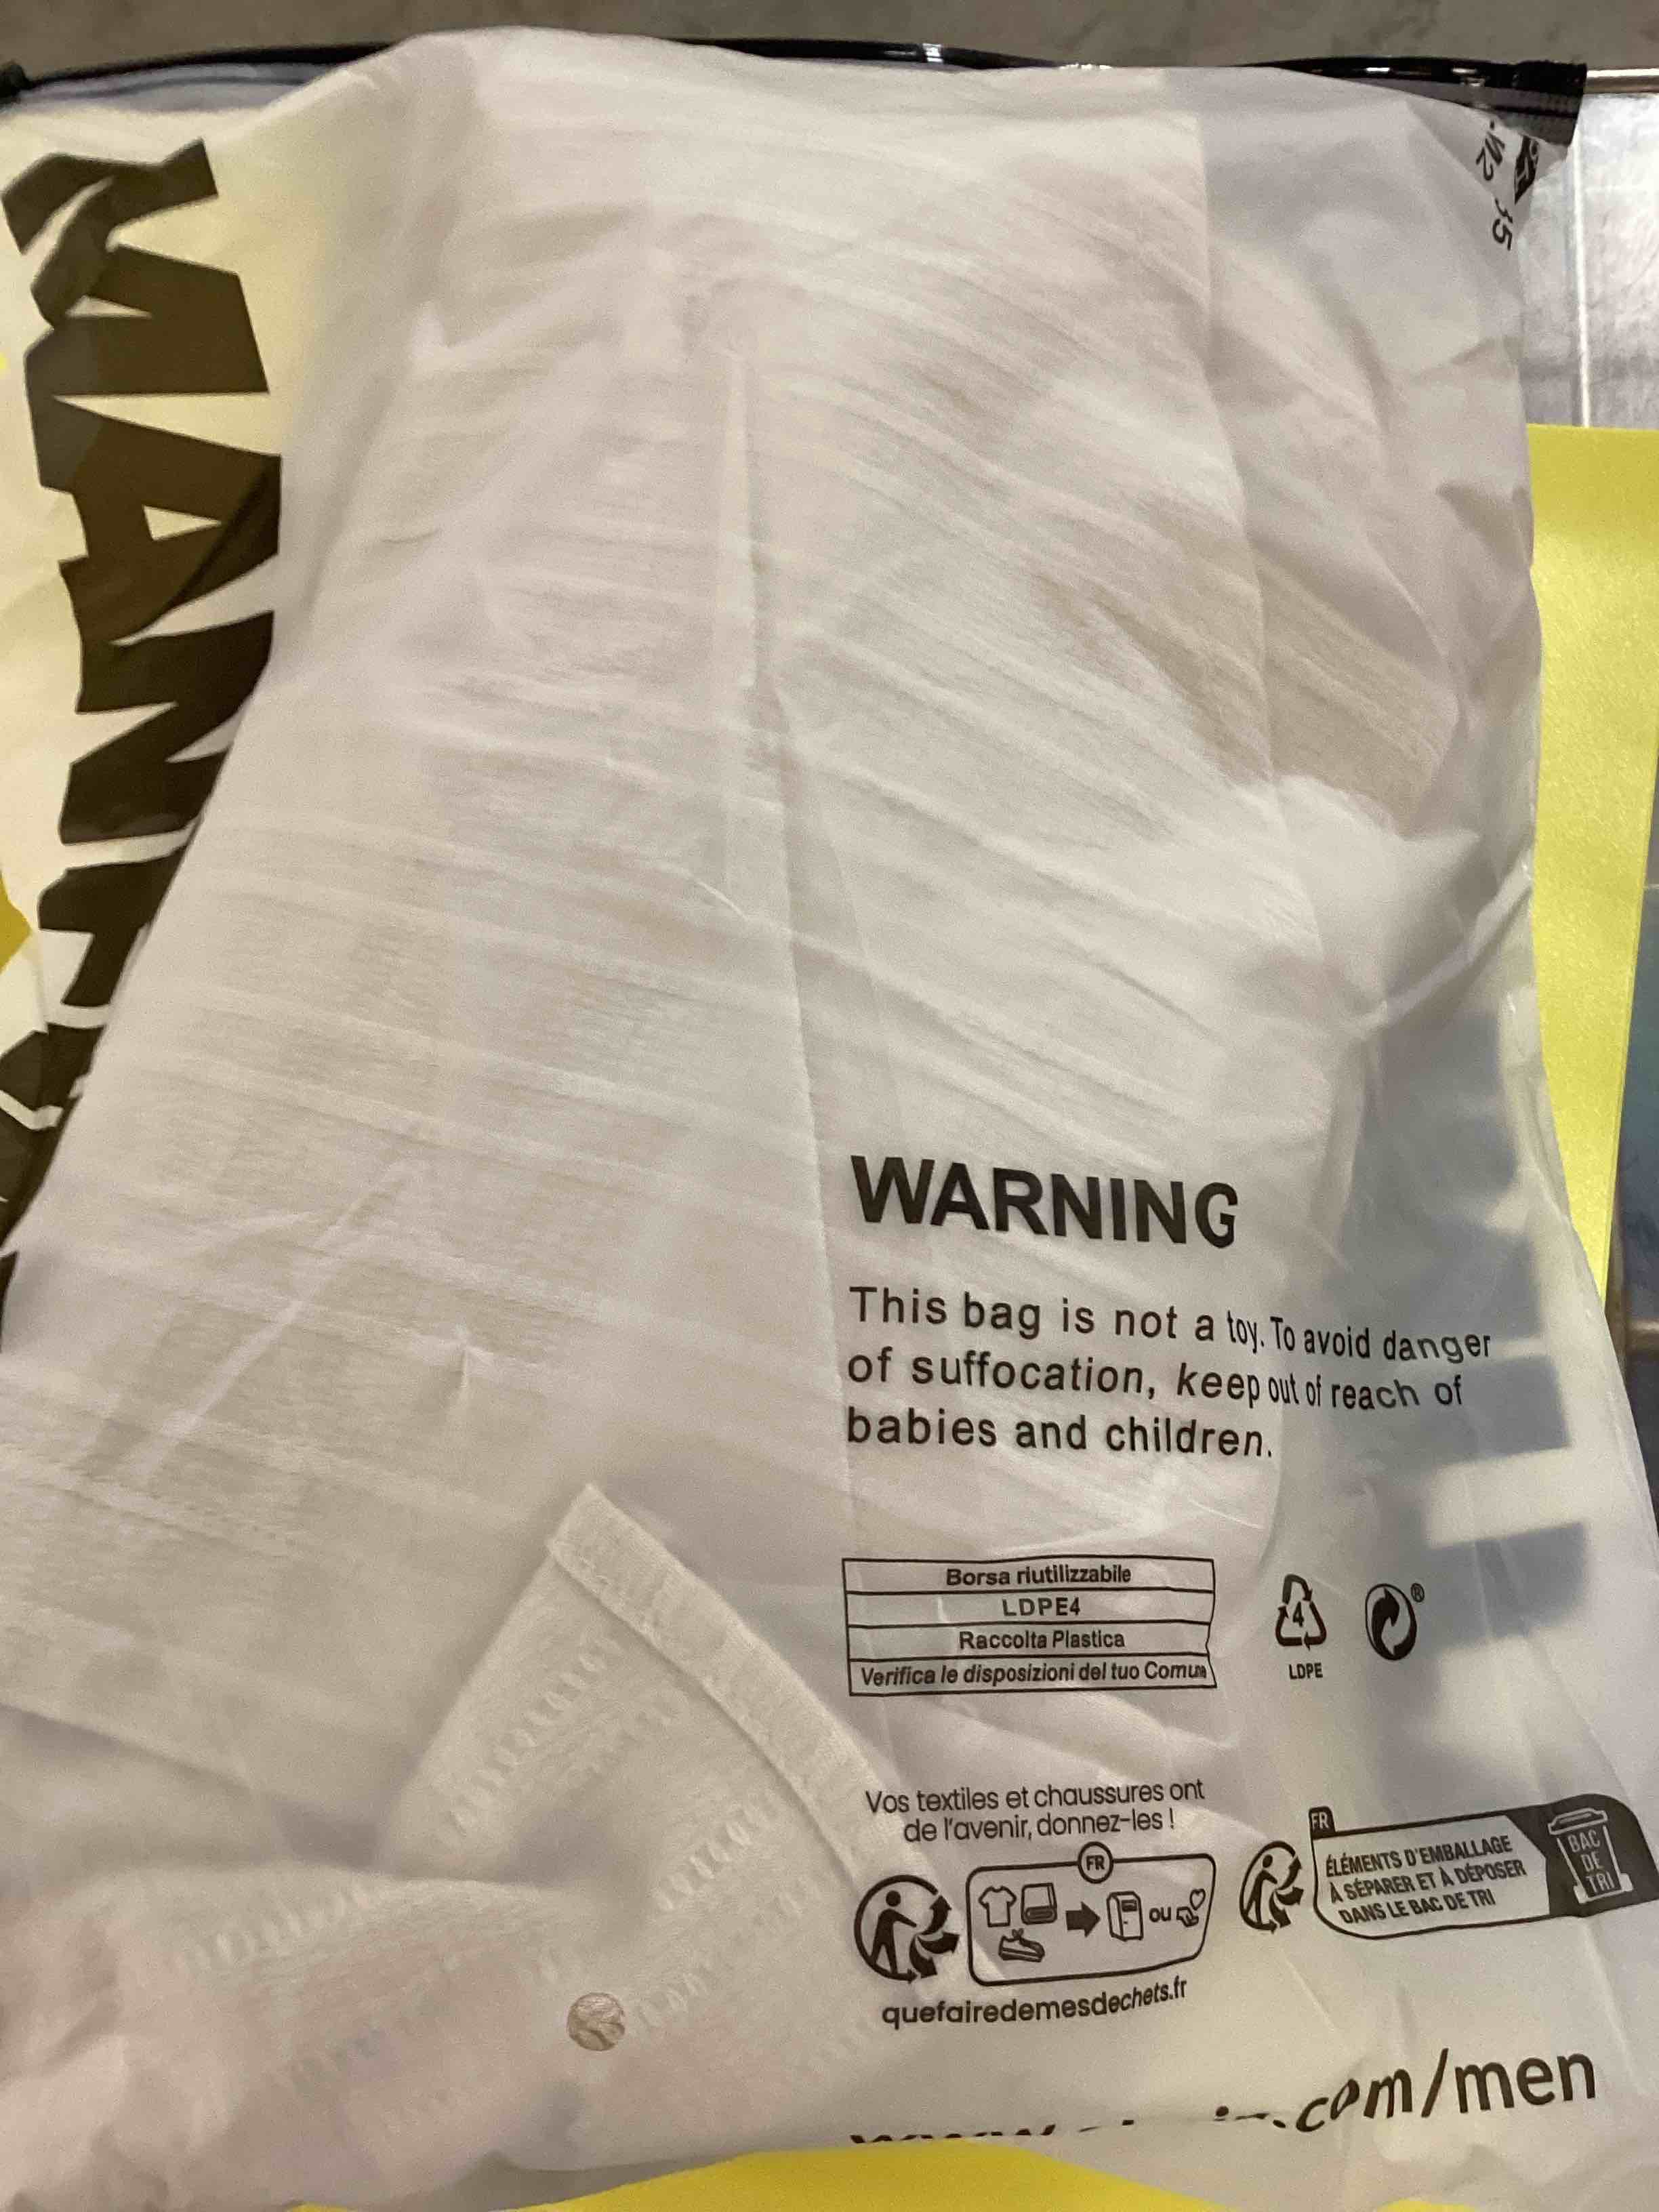 WARNING
This bag is not a toy. To avoid danger
of suffocation, keep out of reach of
babies and children.
Borsa riutilizzabile
LDPE4
Raccolta Plastica
Verifica le disposizioni del tuo Comune
4
LDPE
®
Vos textiles et chaussures ont
de l'avenir, donnez-les !
FR
ou
quefairedemesdechets.fr
FR
ÉLÉMENTS D'EMBALLAGE
À SÉPARER ET À DÉPOSER
DANS LE BAC DE TRI
BAC
DE
TRI
.com/men